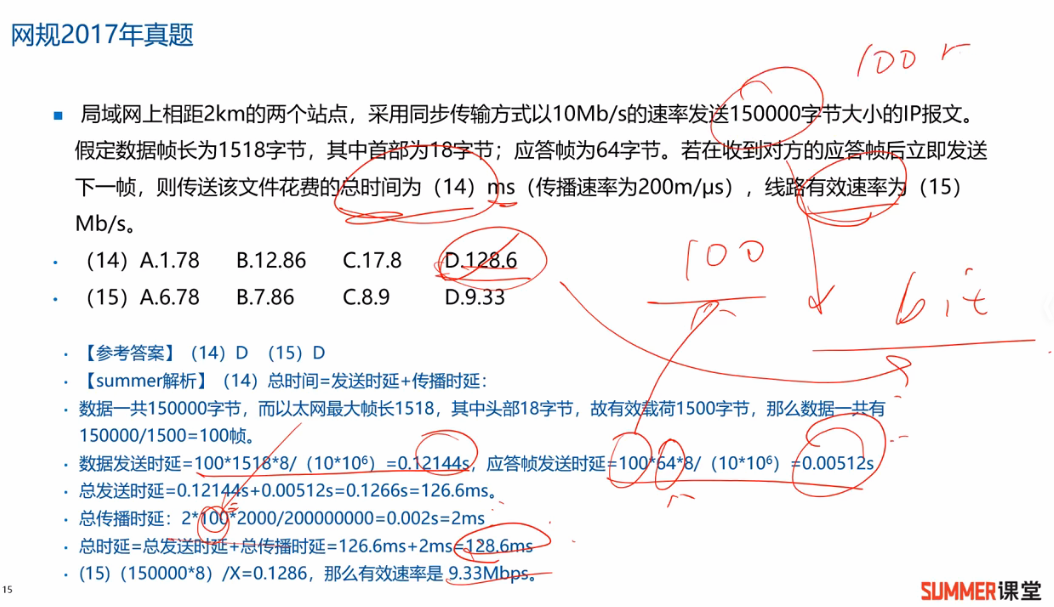 网规2017年真题
100 r
■ 局域网上相距2km的两个站点，采用同步传输方式以10Mb/s的速率发送150000字节大小的IP报文。
假定数据帧长为1518字节，其中首部为18字节；应答帧为64字节。若在收到对方的应答帧后立即发送
下一帧，则传送该文件花费的总时间为（14）ms（传播速率为200m/μs），线路有效速率为（15）
Mb/s。
• （14）A.1.78 B.12.86 C.17.8 D.128.6
100
• （15）A.6.78 B.7.86 C.8.9 D.9.33
bit
• 【参考答案】（14）D （15）D
• 【summer解析】（14）总时间=发送时延+传播时延：
• 数据一共150000字节，而以太网最大帧长1518，其中头部18字节，故有效载荷1500字节，那么数据一共有
150000/1500=100帧。
• 数据发送时延=100*1518*8/（10*10⁶）=0.12144s，应答帧发送时延=100*64*8/（10*10⁶）=0.00512s
• 总发送时延=0.12144s+0.00512s=0.1266s=126.6ms。
• 总传播时延：2*100*2000/200000000=0.002s=2ms
• 总时延=总发送时延+总传播时延=126.6ms+2ms=128.6ms
• (15)（150000*8）/X=0.1286，那么有效速率是 9.33Mbps。
15
SUMMER课堂